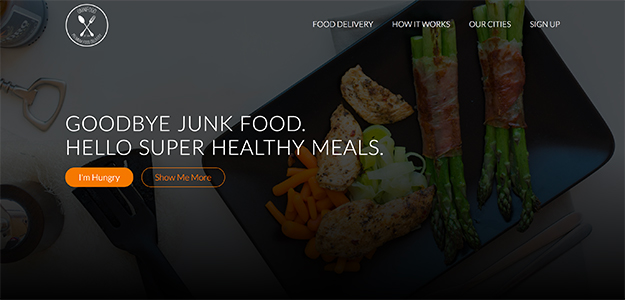 FOOD DELIVERY HOW IT WORKS OUR CITIES SIGN UP
GOODBYE JUNK FOOD.
HELLO SUPER HEALTHY MEALS.
I'm Hungry Show Me More